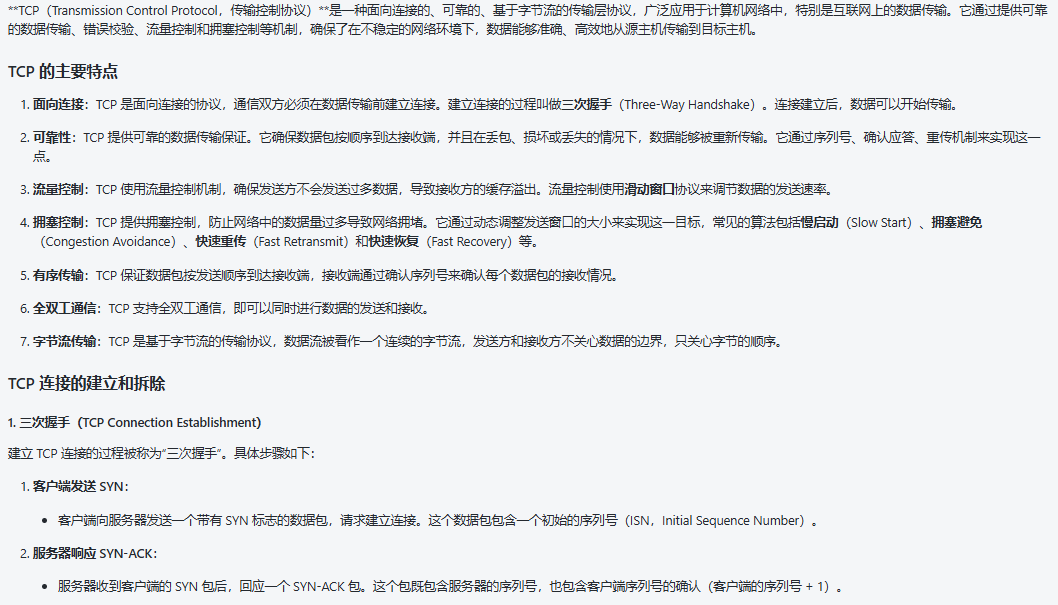 **TCP（Transmission Control Protocol，传输控制协议）**是一种面向连接的、可靠的、基于字节流的传输层协议，广泛应用于计算机网络中，特别是互联网上的数据传输。它通过提供可靠
的数据传输、错误校验、流量控制和拥塞控制等机制，确保了在不稳定的网络环境下，数据能够准确、高效地从源主机传输到目标主机。
TCP 的主要特点
1. 面向连接：TCP 是面向连接的协议，通信双方必须在数据传输前建立连接。建立连接的过程叫做三次握手（Three-Way Handshake）。连接建立后，数据可以开始传输。
2. 可靠性：TCP 提供可靠的数据传输保证。它确保数据包按顺序到达接收端，并且在丢包、损坏或丢失的情况下，数据能够被重新传输。它通过序列号、确认应答、重传机制来实现这一
点。
3. 流量控制：TCP 使用流量控制机制，确保发送方不会发送过多数据，导致接收方的缓存溢出。流量控制使用滑动窗口协议来调节数据的发送速率。
4. 拥塞控制：TCP 提供拥塞控制，防止网络中的数据量过多导致网络拥堵。它通过动态调整发送窗口的大小来实现这一目标，常见的算法包括慢启动（Slow Start）、拥塞避免
（Congestion Avoidance）、快速重传（Fast Retransmit）和快速恢复（Fast Recovery）等。
5. 有序传输：TCP 保证数据包按发送顺序到达接收端，接收端通过确认序列号来确认每个数据包的接收情况。
6. 全双工通信：TCP 支持全双工通信，即可以同时进行数据的发送和接收。
7. 字节流传输：TCP 是基于字节流的传输协议，数据流被看作一个连续的字节流，发送方和接收方不关心数据的边界，只关心字节的顺序。
TCP 连接的建立和拆除
1. 三次握手（TCP Connection Establishment）
建立 TCP 连接的过程被称为“三次握手”。具体步骤如下：
1. 客户端发送 SYN：
• 客户端向服务器发送一个带有 SYN 标志的数据包，请求建立连接。这个数据包包含一个初始的序列号（ISN，Initial Sequence Number）。
2. 服务器响应 SYN-ACK：
• 服务器收到客户端的 SYN 包后，回应一个 SYN-ACK 包。这个包既包含服务器的序列号，也包含客户端序列号的确认（客户端的序列号 + 1）。